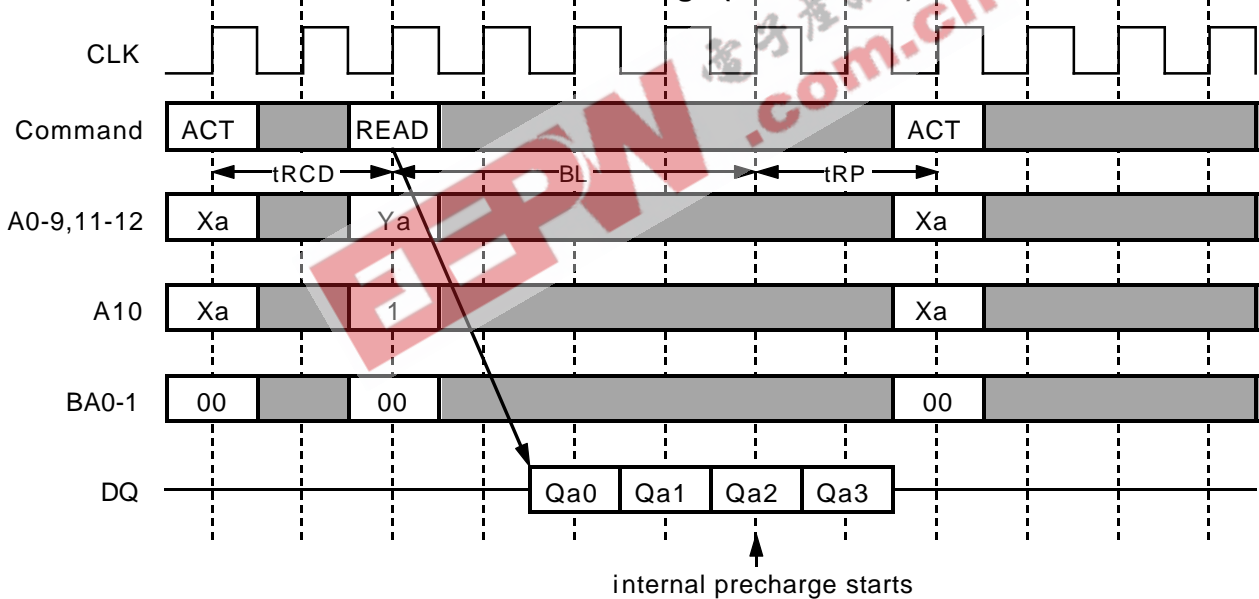 CLK
Command ACT READ ACT
tRCD BL tRP
A0-9,11-12 Xa Ya Xa
A10 Xa 1 Xa
BA0-1 00 00 00
DQ Qa0 Qa1 Qa2 Qa3
internal precharge starts
EEPW
.com.cn